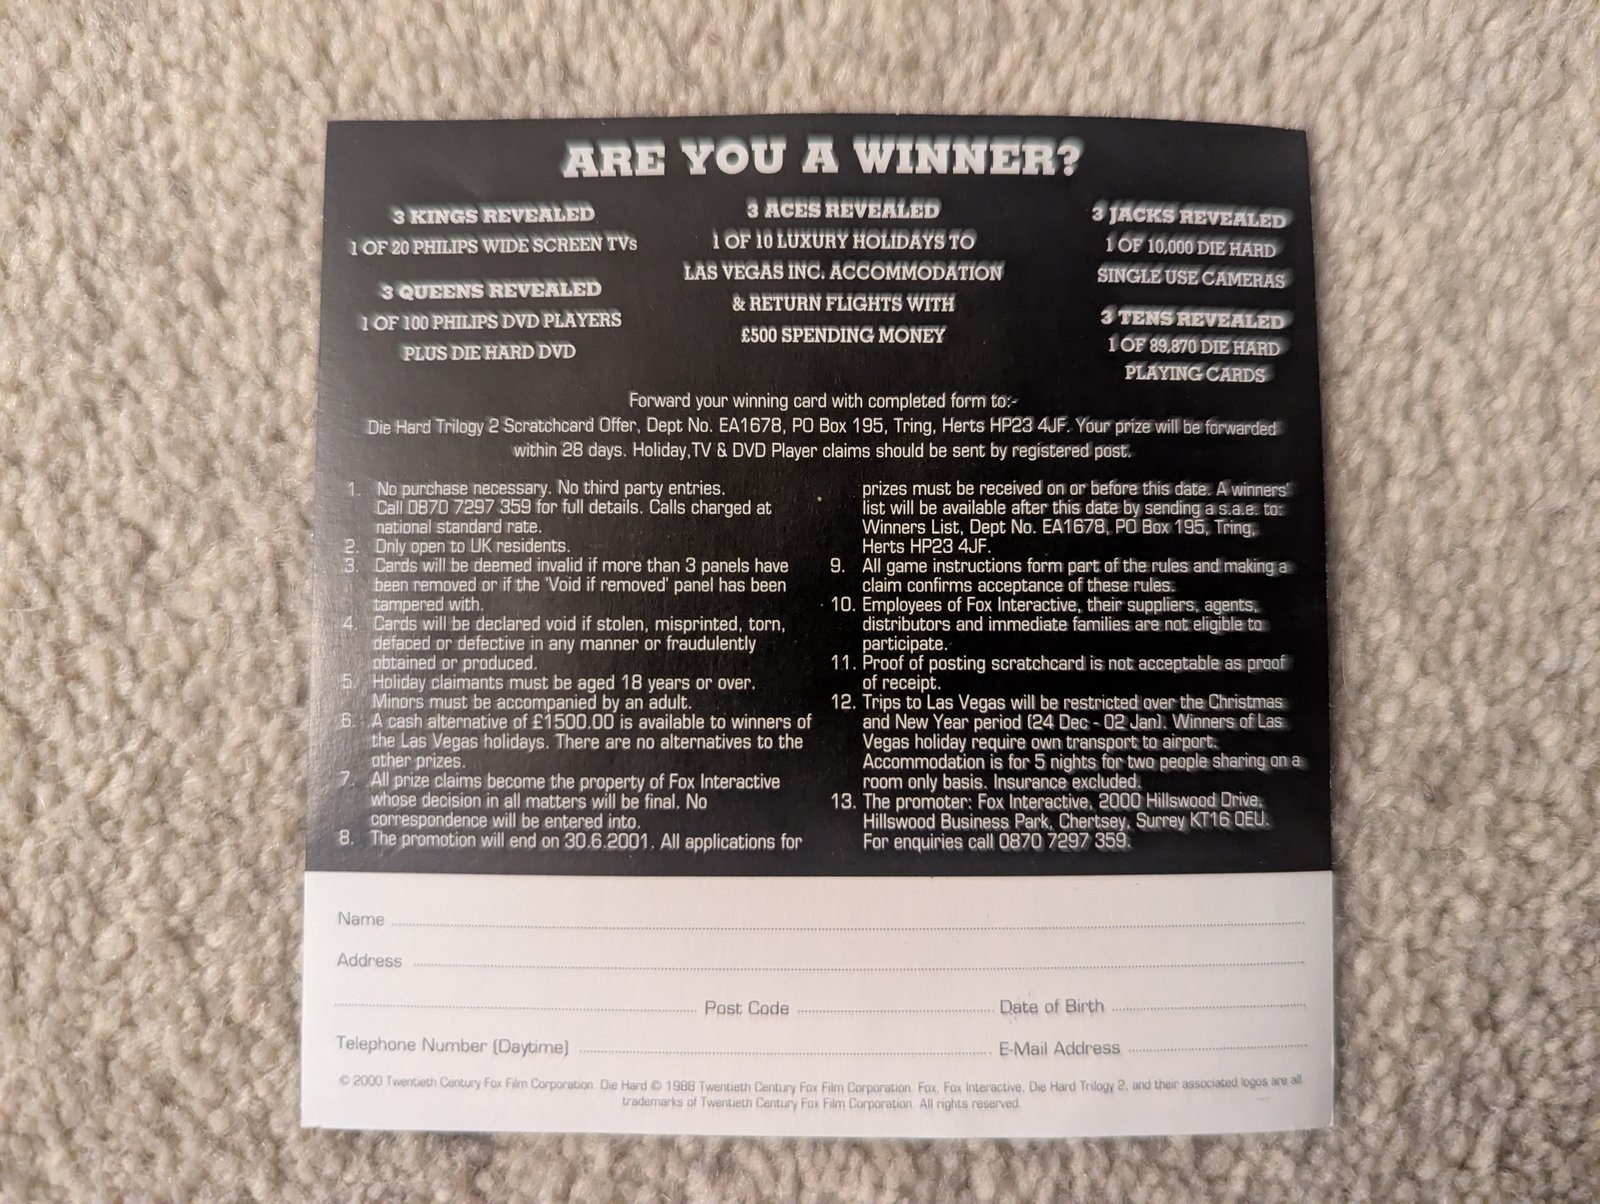 ARE YOU A WINNER?
3 KINGS REVEALED
1 OF 20 PHILIPS WIDE SCREEN TVs
3 QUEENS REVEALED
1 OF 100 PHILIPS DVD PLAYERS
PLUS DIE HARD DVD
3 ACES REVEALED
1 OF 10 LUXURY HOLIDAYS TO
LAS VEGAS INC. ACCOMMODATION
& RETURN FLIGHTS WITH
£500 SPENDING MONEY
3 JACKS REVEALED
1 OF 10,000 DIE HARD
SINGLE USE CAMERAS
3 TENS REVEALED
1 OF 89,870 DIE HARD
PLAYING CARDS
Forward your winning card with completed form to:-
Die Hard Trilogy 2 Scratchcard Offer, Dept No. EA1678, PO Box 195, Tring, Herts HP23 4JF. Your prize will be forwarded
within 28 days. Holiday,TV & DVD Player claims should be sent by registered post.
1. No purchase necessary. No third party entries.
Call 0870 7297 359 for full details. Calls charged at
national standard rate.
2. Only open to UK residents.
3. Cards will be deemed invalid if more than 3 panels have
been removed or if the 'Void if removed' panel has been
tampered with.
4. Cards will be declared void if stolen, misprinted, torn,
defaced or defective in any manner or fraudulently
obtained or produced.
5. Holiday claimants must be aged 18 years or over.
Minors must be accompanied by an adult.
6. A cash alternative of £1500.00 is available to winners of
the Las Vegas holidays. There are no alternatives to the
other prizes.
7. All prize claims become the property of Fox Interactive
whose decision in all matters will be final. No
correspondence will be entered into.
8. The promotion will end on 30.6.2001. All applications for
prizes must be received on or before this date. A winners'
list will be available after this date by sending a s.a.e. to:
Winners List, Dept No. EA1678, PO Box 195, Tring,
Herts HP23 4JF.
9. All game instructions form part of the rules and making a
claim confirms acceptance of these rules.
10. Employees of Fox Interactive, their suppliers, agents,
distributors and immediate families are not eligible to
participate.
11. Proof of posting scratchcard is not acceptable as proof
of receipt.
12. Trips to Las Vegas will be restricted over the Christmas
and New Year period (24 Dec - 02 Jan). Winners of Las
Vegas holiday require own transport to airport.
Accommodation is for 5 nights for two people sharing on a
room only basis. Insurance excluded.
13. The promoter: Fox Interactive, 2000 Hillswood Drive,
Hillswood Business Park, Chertsey, Surrey KT16 0EU.
For enquiries call 0870 7297 359.
Name
Address
Post Code Date of Birth
Telephone Number (Daytime) E-Mail Address
© 2000 Twentieth Century Fox Film Corporation. Die Hard © 1988 Twentieth Century Fox Film Corporation. Fox, Fox Interactive, Die Hard Trilogy 2, and their associated logos are all
trademarks of Twentieth Century Fox Film Corporation. All rights reserved.